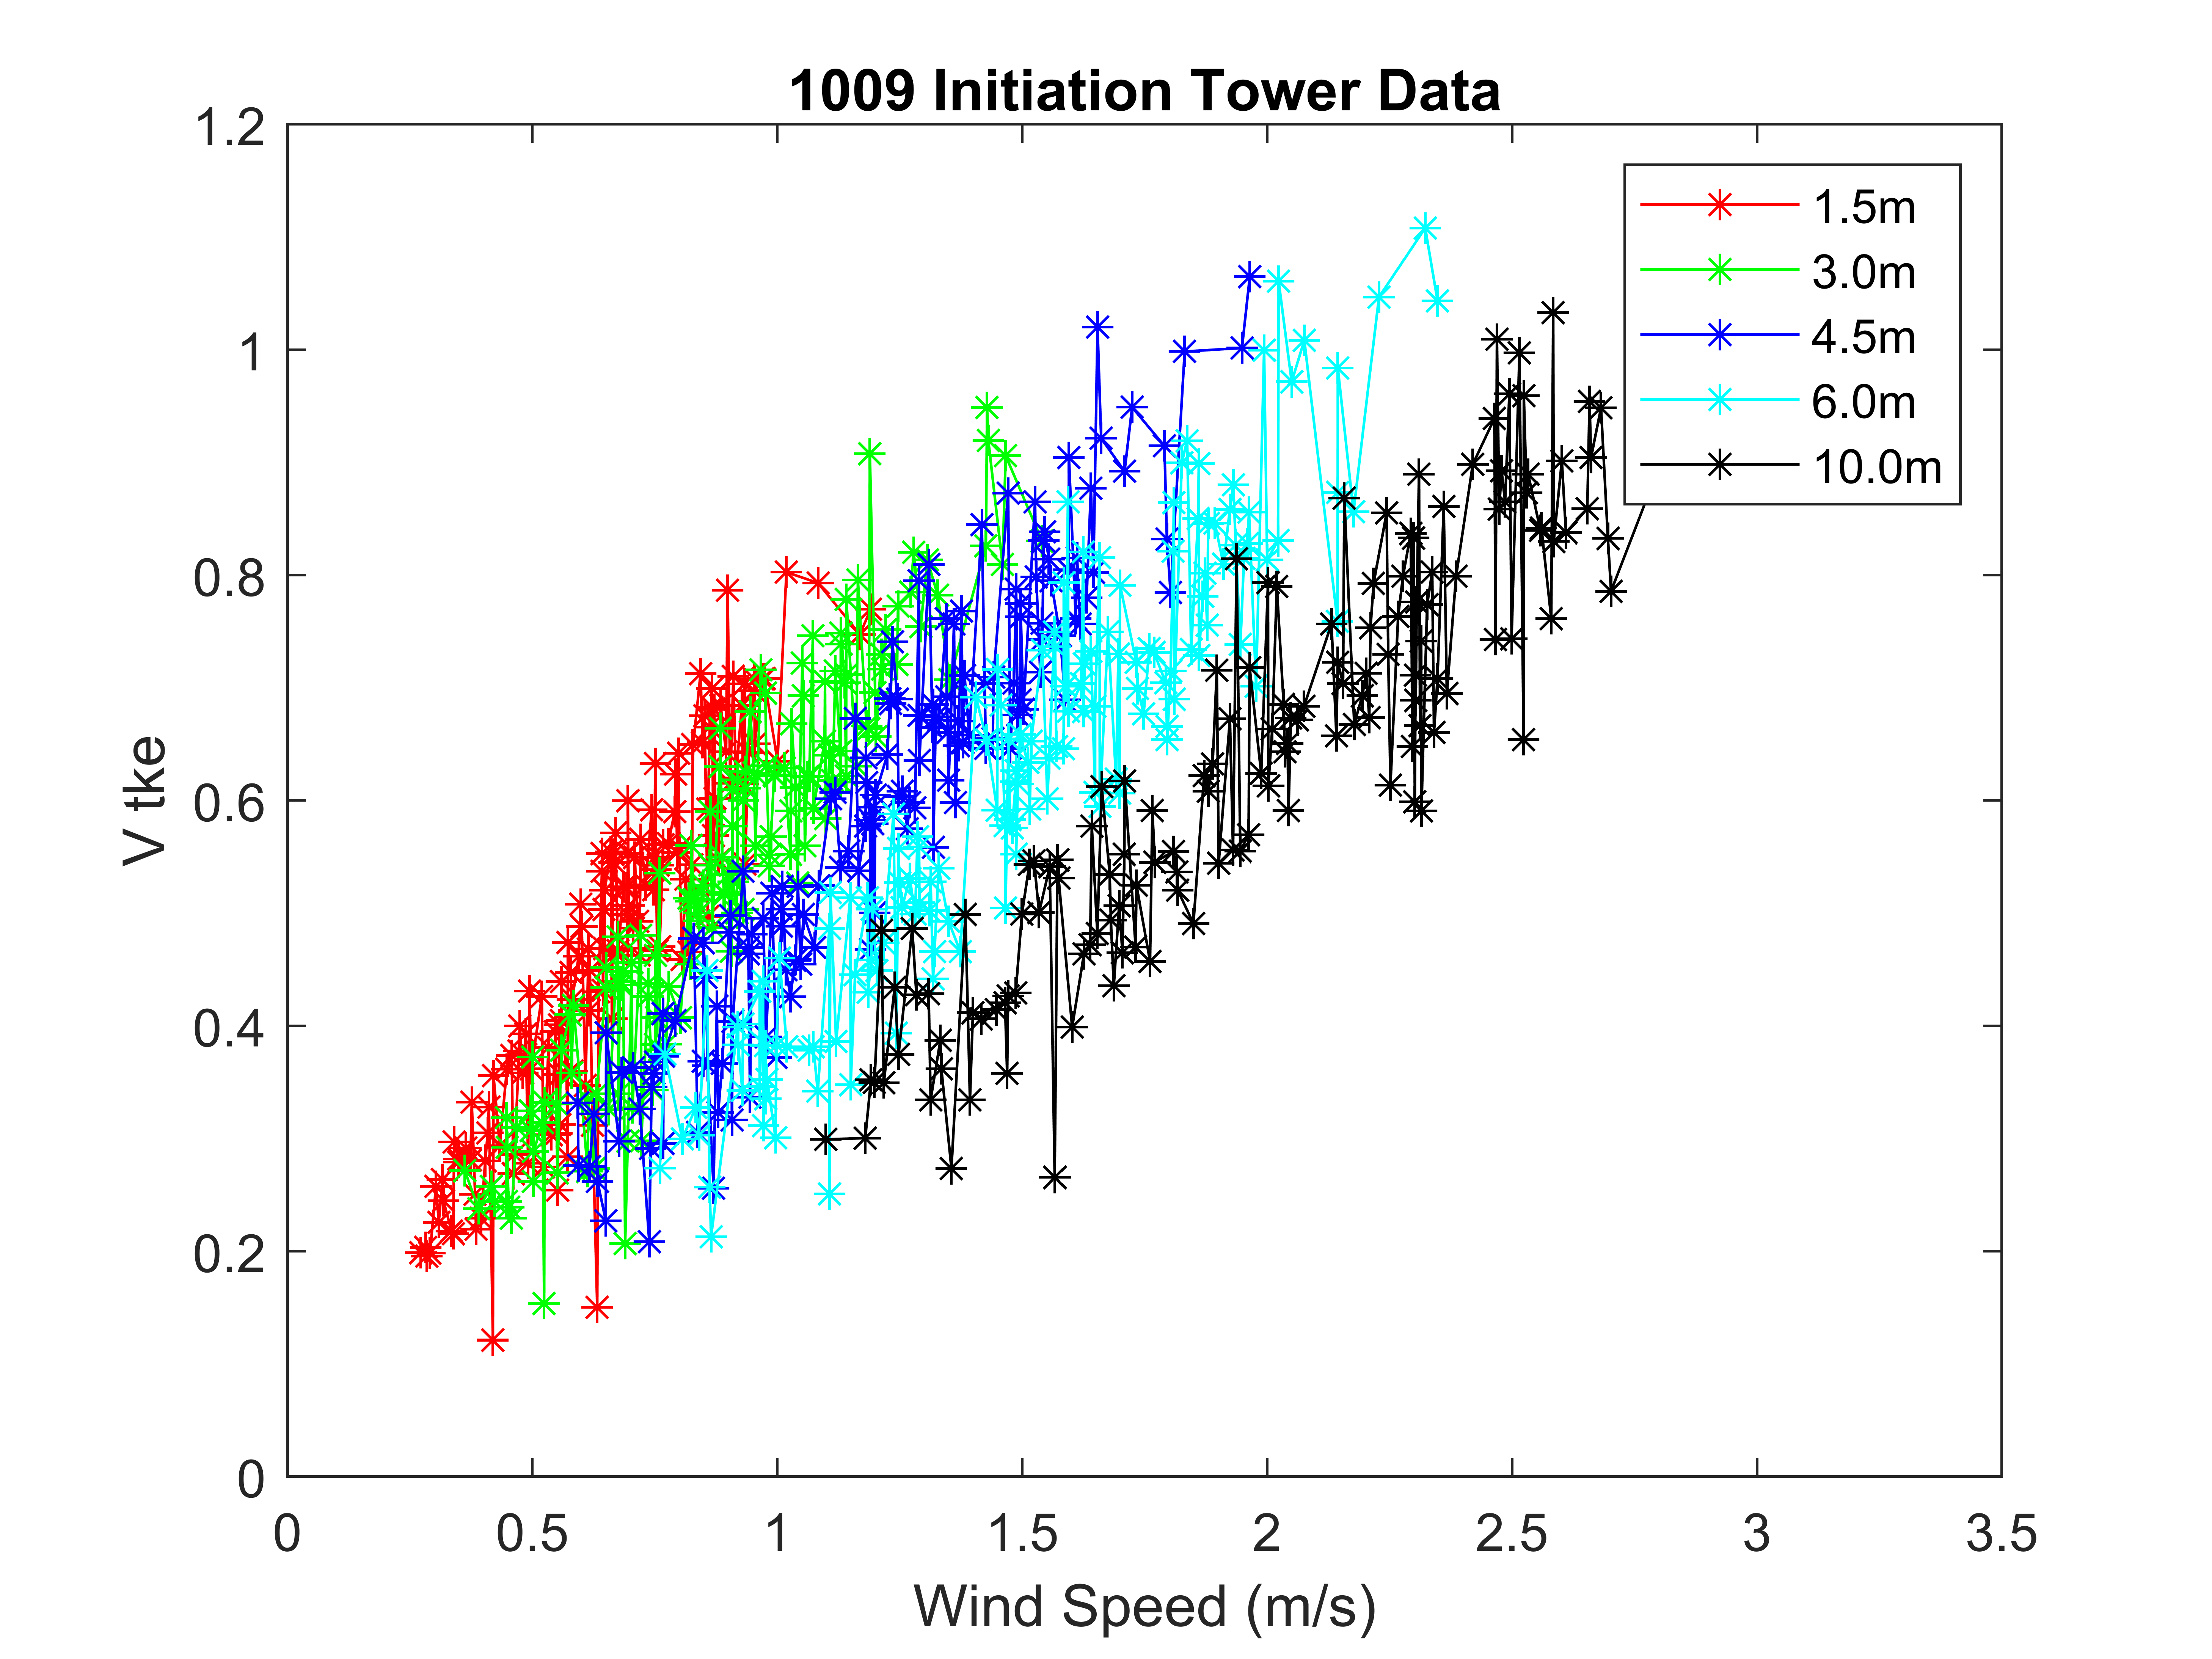 1009 Initiation Tower Data
1.2
1
0.8
0.6
0.4
0.2
0
V tke
1.5m
3.0m
4.5m
6.0m
10.0m
0 0.5 1 1.5 2 2.5 3 3.5
Wind Speed (m/s)